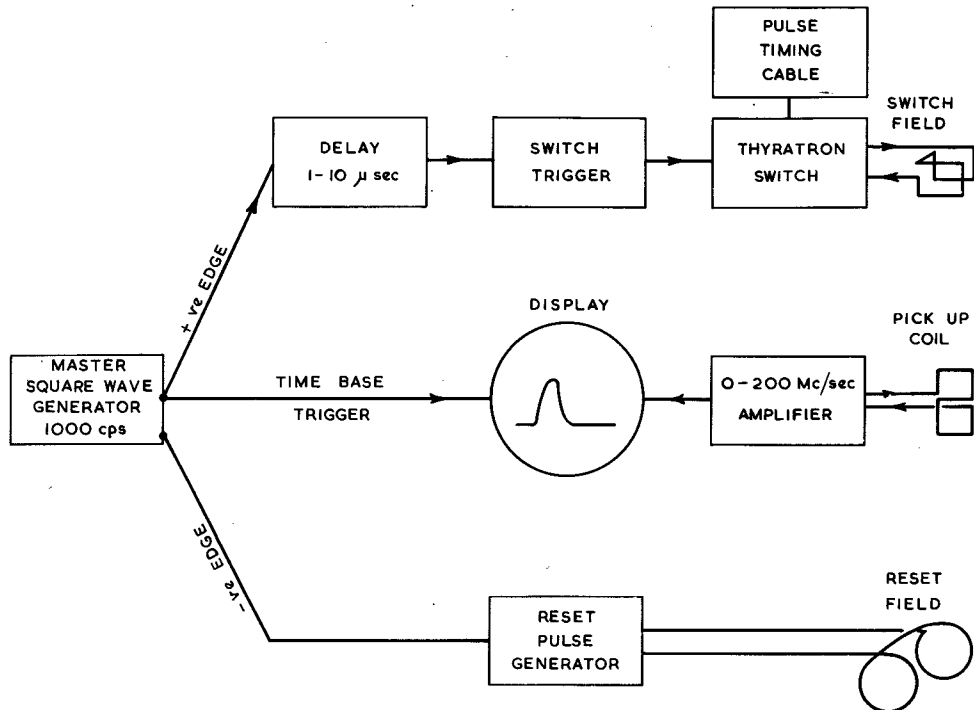 PULSE
TIMING
CABLE
SWITCH
FIELD
DELAY
1-10 μ sec
SWITCH
TRIGGER
THYRATRON
SWITCH
+ ve EDGE
DISPLAY
PICK UP
COIL
MASTER
SQUARE WAVE
GENERATOR
1000 cps
TIME BASE
TRIGGER
0-200 Mc/sec
AMPLIFIER
- ve EDGE
RESET
FIELD
RESET
PULSE
GENERATOR